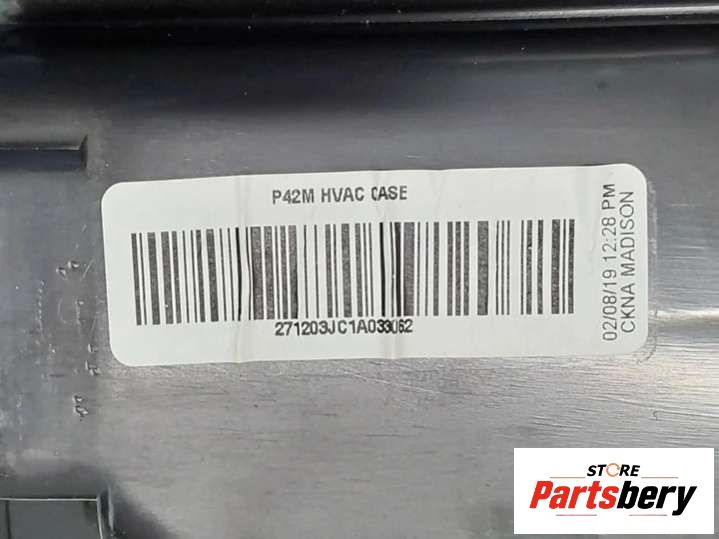 P42M HVAC CASE
271203JC1A033062
02/08/19 12:28 PM
CKNA MADISON
STORE
Partsbery